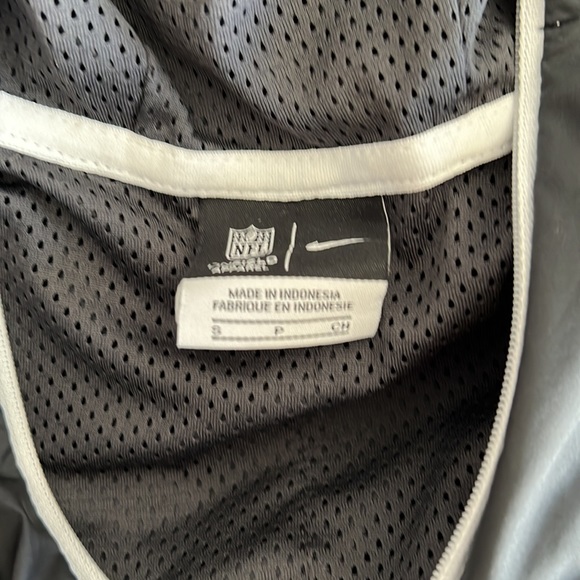 NFL
MADE IN INDONESIA
FABRIQUE EN INDONESIE
S P CH